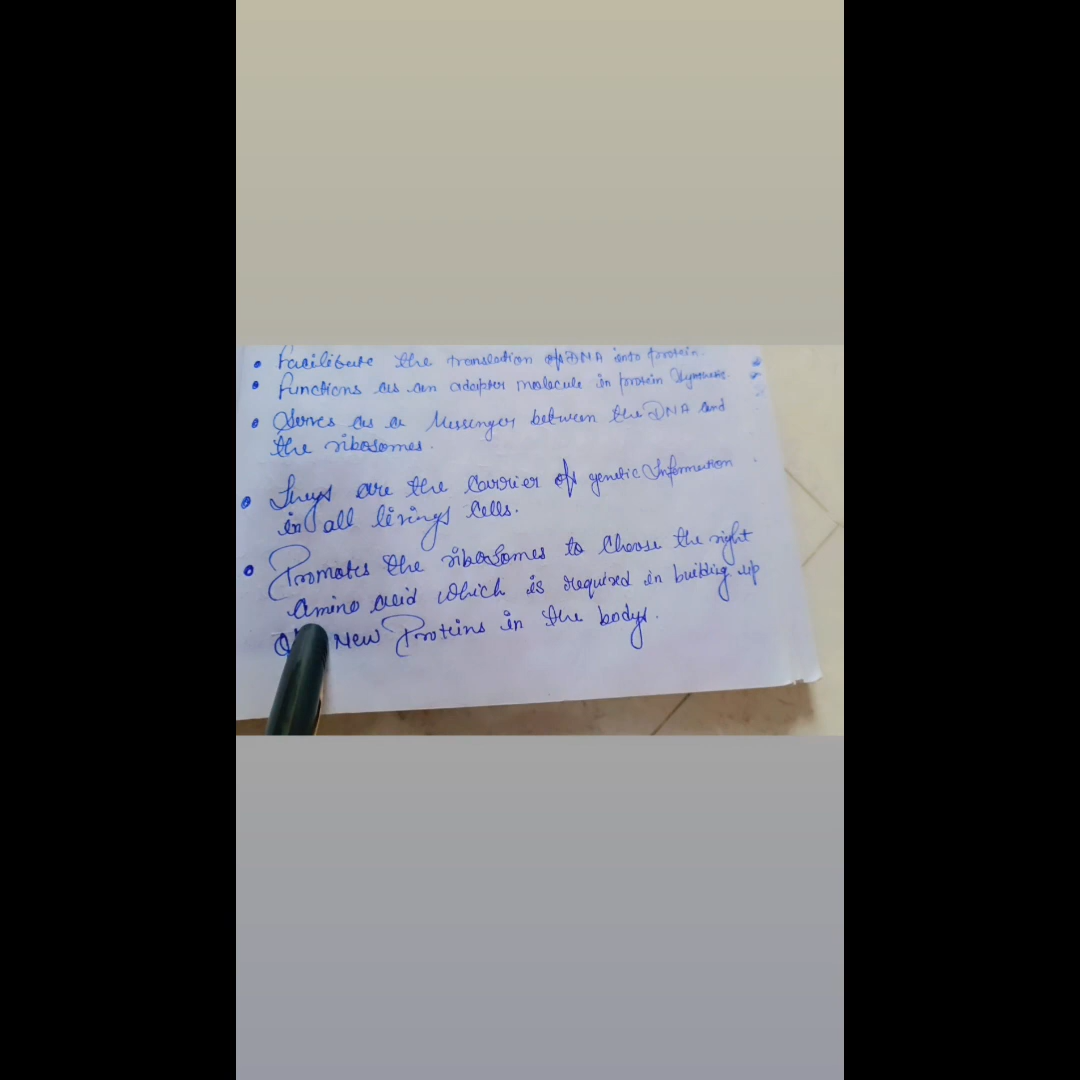 • Facilitate the translation of DNA into protein.
• Functions as an adapter molecule in protein Synthesis.
• Serves as a Messenger between the DNA and
the ribosomes.
• They are the Carrier of genetic Information
in all livings Cells.
• Promotes the ribosomes to Choose the right
amino acid which is required in building up
New Proteins in the body.